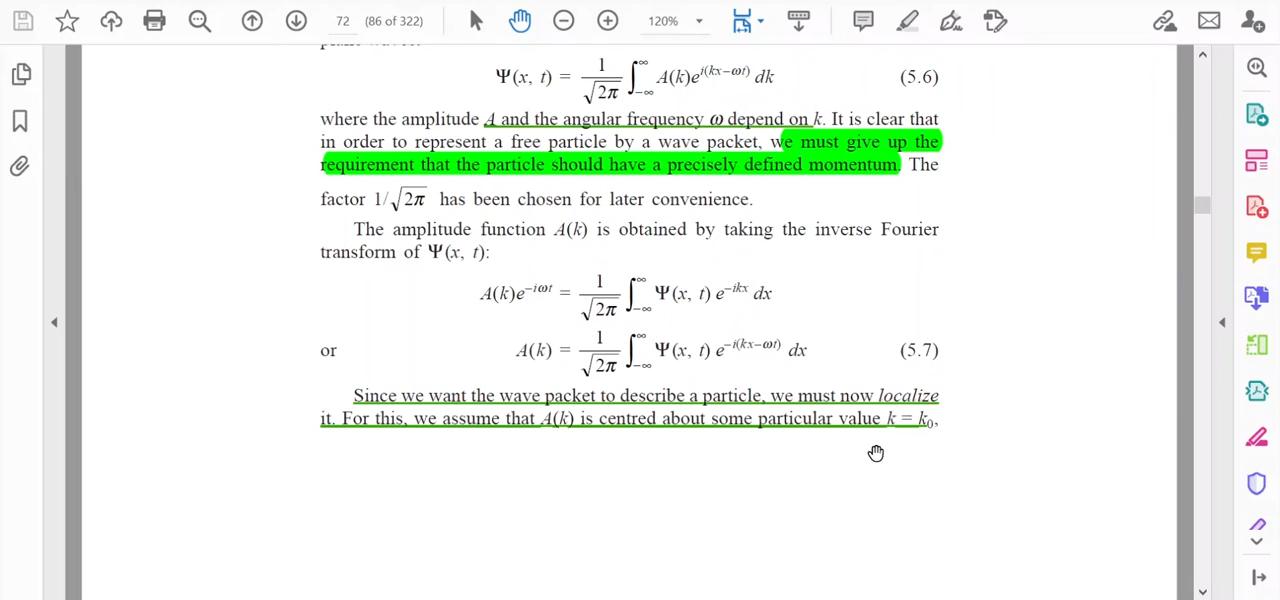 72 (86 of 322) 120%
Ψ(x, t) = 1/√2π ∫_{-∞}^{∞} A(k)e^{i(kx−ωt)} dk (5.6)
where the amplitude A and the angular frequency ω depend on k. It is clear that
in order to represent a free particle by a wave packet, we must give up the
requirement that the particle should have a precisely defined momentum. The
factor 1/√2π has been chosen for later convenience.
The amplitude function A(k) is obtained by taking the inverse Fourier
transform of Ψ(x, t):
A(k)e^{−iωt} = 1/√2π ∫_{-∞}^{∞} Ψ(x, t) e^{−ikx} dx
or A(k) = 1/√2π ∫_{-∞}^{∞} Ψ(x, t) e^{−i(kx−ωt)} dx (5.7)
Since we want the wave packet to describe a particle, we must now localize
it. For this, we assume that A(k) is centred about some particular value k = k₀,